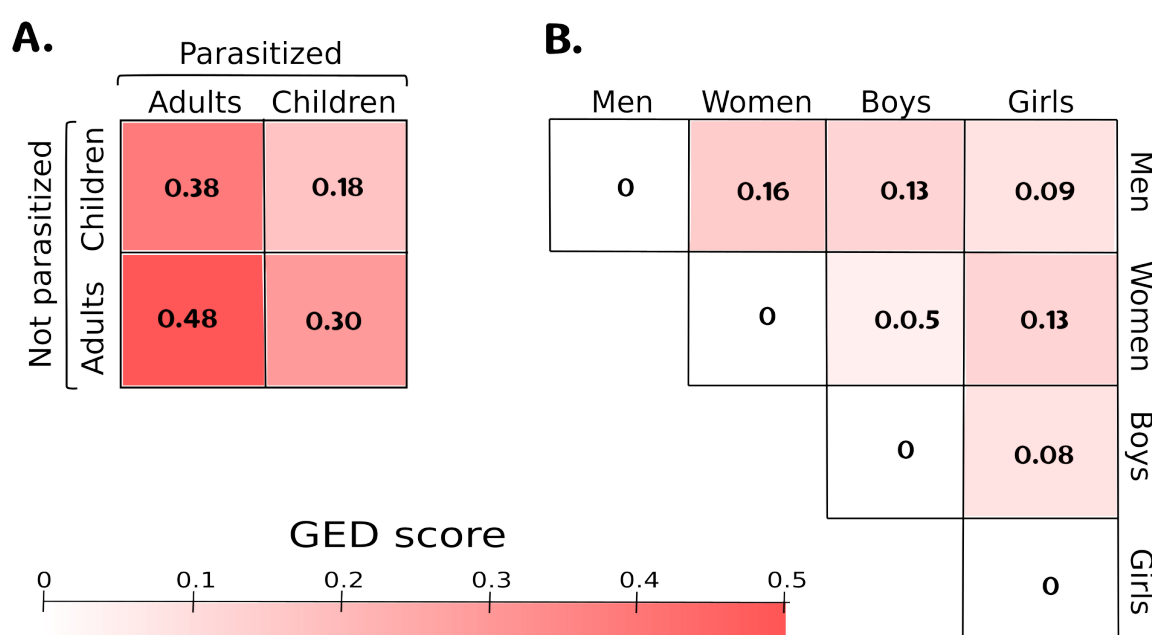 A.
Parasitized
Adults Children
Not parasitized
Children
0.38 0.18
Adults
0.48 0.30
B.
Men Women Boys Girls
0 0.16 0.13 0.09 Men
0 0.0.5 0.13 Women
0 0.08 Boys
0 Girls
GED score
0 0.1 0.2 0.3 0.4 0.5